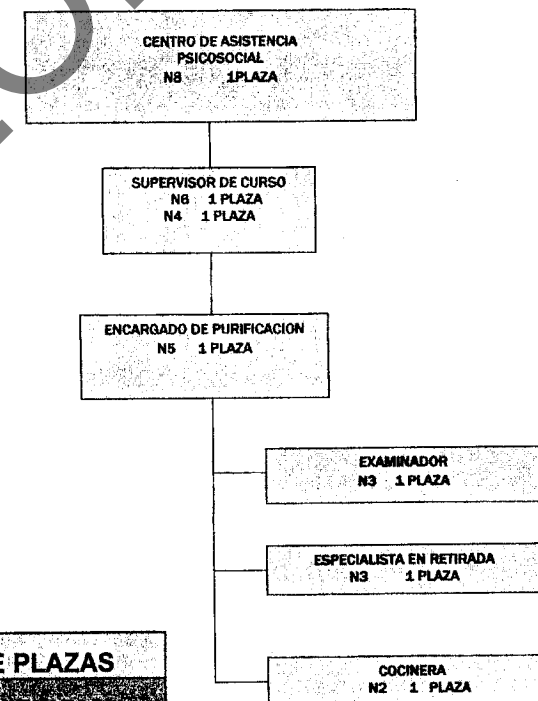 CENTRO DE ASISTENCIA
PSICOSOCIAL
N8 1PLAZA
SUPERVISOR DE CURSO
N6 1 PLAZA
N4 1 PLAZA
ENCARGADO DE PURIFICACION
N5 1 PLAZA
EXAMINADOR
N3 1 PLAZA
ESPECIALISTA EN RETIRADA
N3 1 PLAZA
E PLAZAS
COCINERA
N2 1 PLAZA